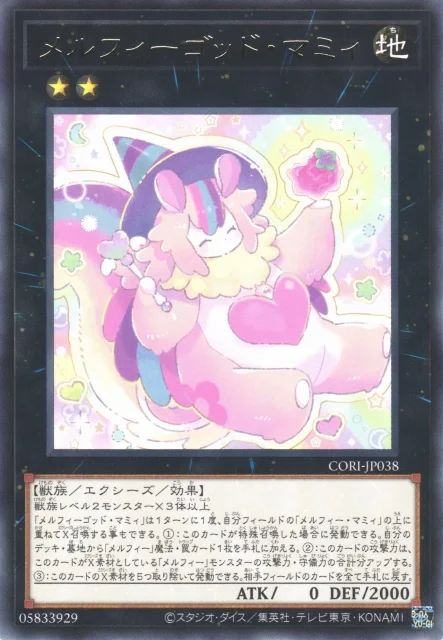 メルフィーゴッド・マミィ
地
CORI-JP038
【獣族／エクシーズ／効果】
獣族レベル2モンスター×3体以上
「メルフィーゴッド・マミィ」は1ターンに1度、自分フィールドの「メルフィー・マミィ」の上に
重ねてX召喚する事もできる。①：このカードが特殊召喚した場合に発動できる。自分の
デッキ・墓地から「メルフィー」魔法・罠カード1枚を手札に加える。②：このカードの攻撃力は、
このカードがX素材としている「メルフィー」モンスターの攻撃力・守備力の合計分アップする。
③：このカードのX素材を5つ取り除いて発動できる。相手フィールドのカードを全て手札に戻す。
ATK/ 0 DEF/2000
05833929
©スタジオ・ダイス／集英社・テレビ東京・KONAMI